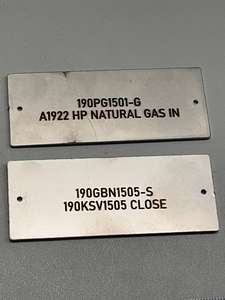 190PG1501-G
A1922 HP NATURAL GAS IN
190GBN1505-S
190KSV1505 CLOSE